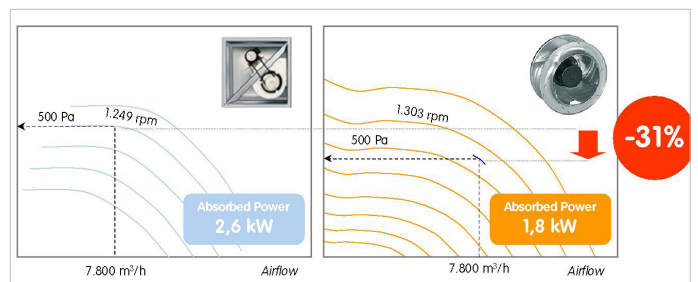 500 Pa
1.249 rpm
Absorbed Power
2,6 kW
7.800 m³/h
Airflow
1.303 rpm
500 Pa
Absorbed Power
1,8 kW
7.800 m³/h
Airflow
-31%